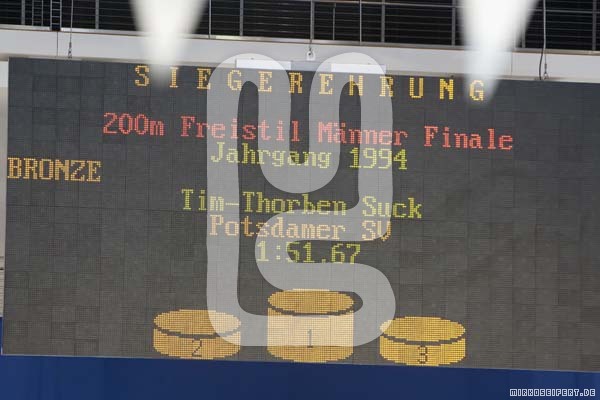 SIEGEREHRUNG
200m Freistil Männer Finale
Jahrgang 1994
BRONZE
Tim-Thorben Suck
Potsdamer SV
1:51,67
2 1 3
MIRKOSEIFERT.DE